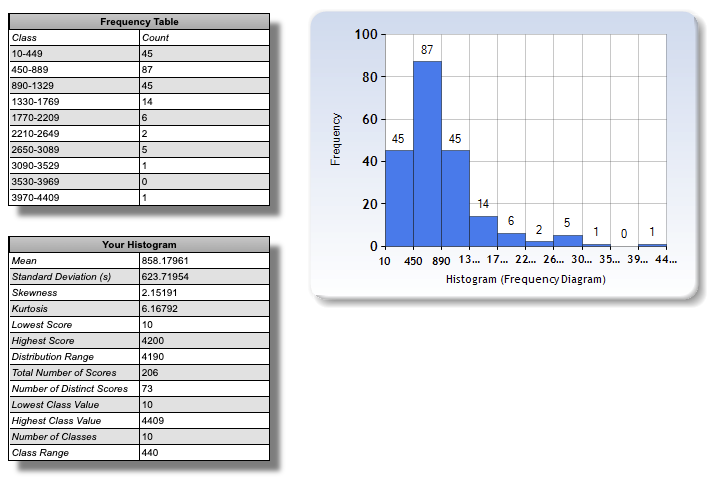 Frequency Table
Class Count
10-449 45
450-889 87
890-1329 45
1330-1769 14
1770-2209 6
2210-2649 2
2650-3089 5
3090-3529 1
3530-3969 0
3970-4409 1
Your Histogram
Mean 858.17961
Standard Deviation (s) 623.71954
Skewness 2.15191
Kurtosis 6.16792
Lowest Score 10
Highest Score 4200
Distribution Range 4190
Total Number of Scores 206
Number of Distinct Scores 73
Lowest Class Value 10
Highest Class Value 4409
Number of Classes 10
Class Range 440
Frequency
100
80
60
40
20
0
45 87 45 14 6 2 5 1 0 1
10 450 890 13... 17... 22... 26... 30... 35... 39... 44...
Histogram (Frequency Diagram)